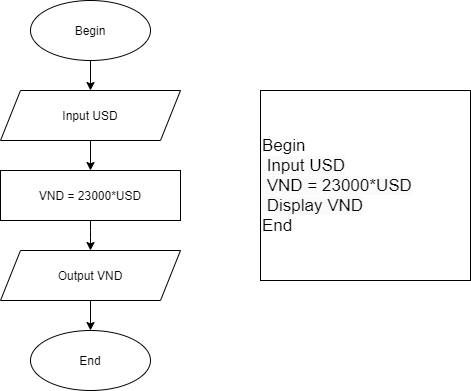 Begin
Input USD
VND = 23000*USD
Output VND
End
Begin
Input USD
VND = 23000*USD
Display VND
End